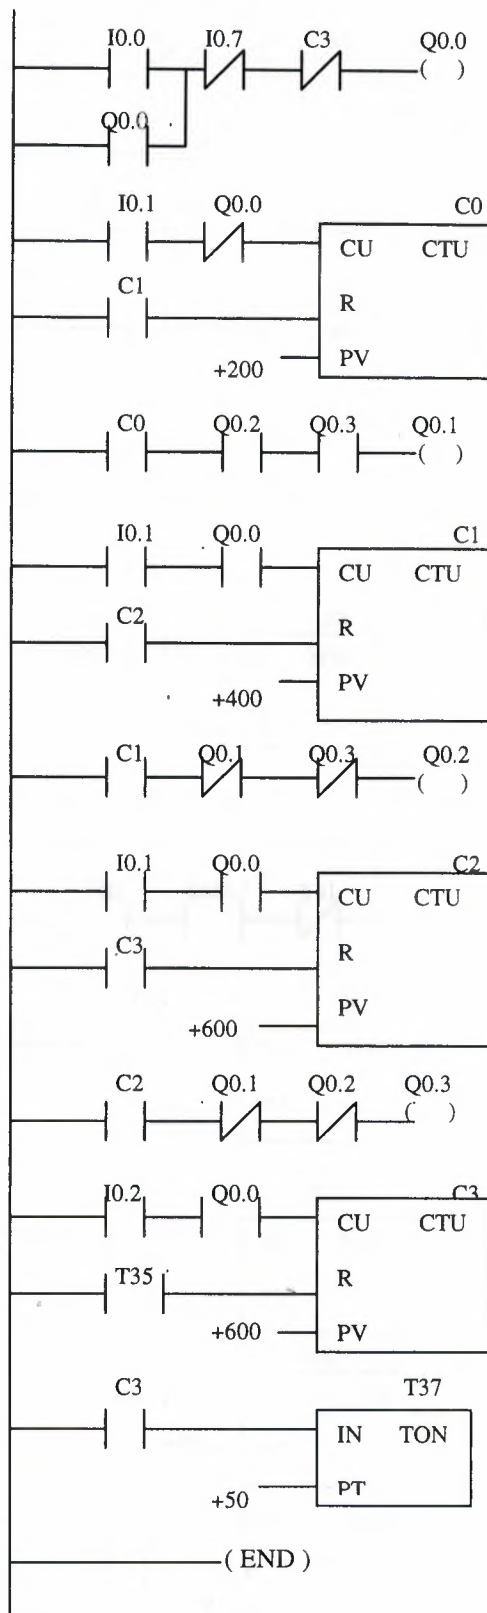 I0.0 I0.7 C3 Q0.0
( )
Q0.0
I0.1 Q0.0 C0
CU CTU
C1
R
+200 PV
C0 Q0.2 Q0.3 Q0.1
( )
I0.1 Q0.0 C1
CU CTU
C2
R
+400 PV
C1 Q0.1 Q0.3 Q0.2
( )
I0.1 Q0.0 C2
CU CTU
C3
R
+600 PV
C2 Q0.1 Q0.2 Q0.3
( )
I0.2 Q0.0 C3
CU CTU
T35
R
+600 PV
C3 T37
IN TON
+50 PT
( END )